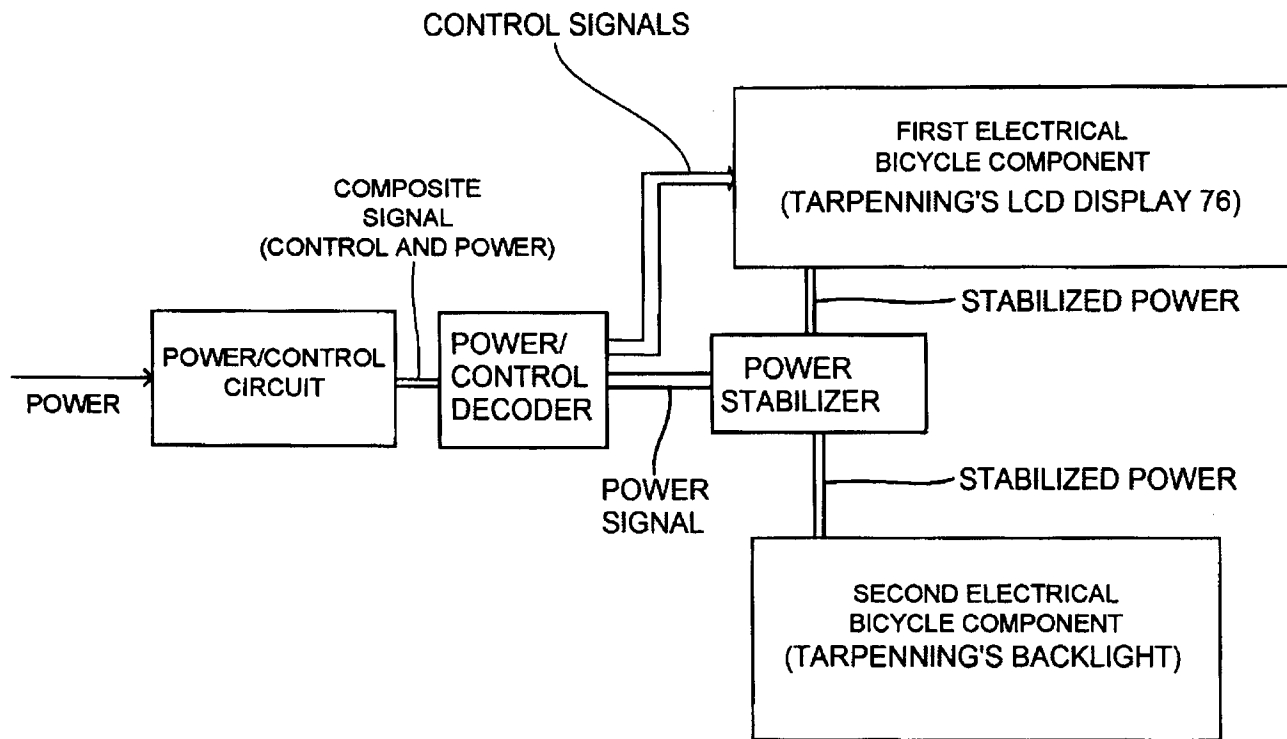 CONTROL SIGNALS
FIRST ELECTRICAL
BICYCLE COMPONENT
(TARPENNING'S LCD DISPLAY 76)
COMPOSITE
SIGNAL
(CONTROL AND POWER)
STABILIZED POWER
POWER/CONTROL
CIRCUIT
POWER/
CONTROL
DECODER
POWER
STABILIZER
POWER
POWER
SIGNAL
STABILIZED POWER
SECOND ELECTRICAL
BICYCLE COMPONENT
(TARPENNING'S BACKLIGHT)